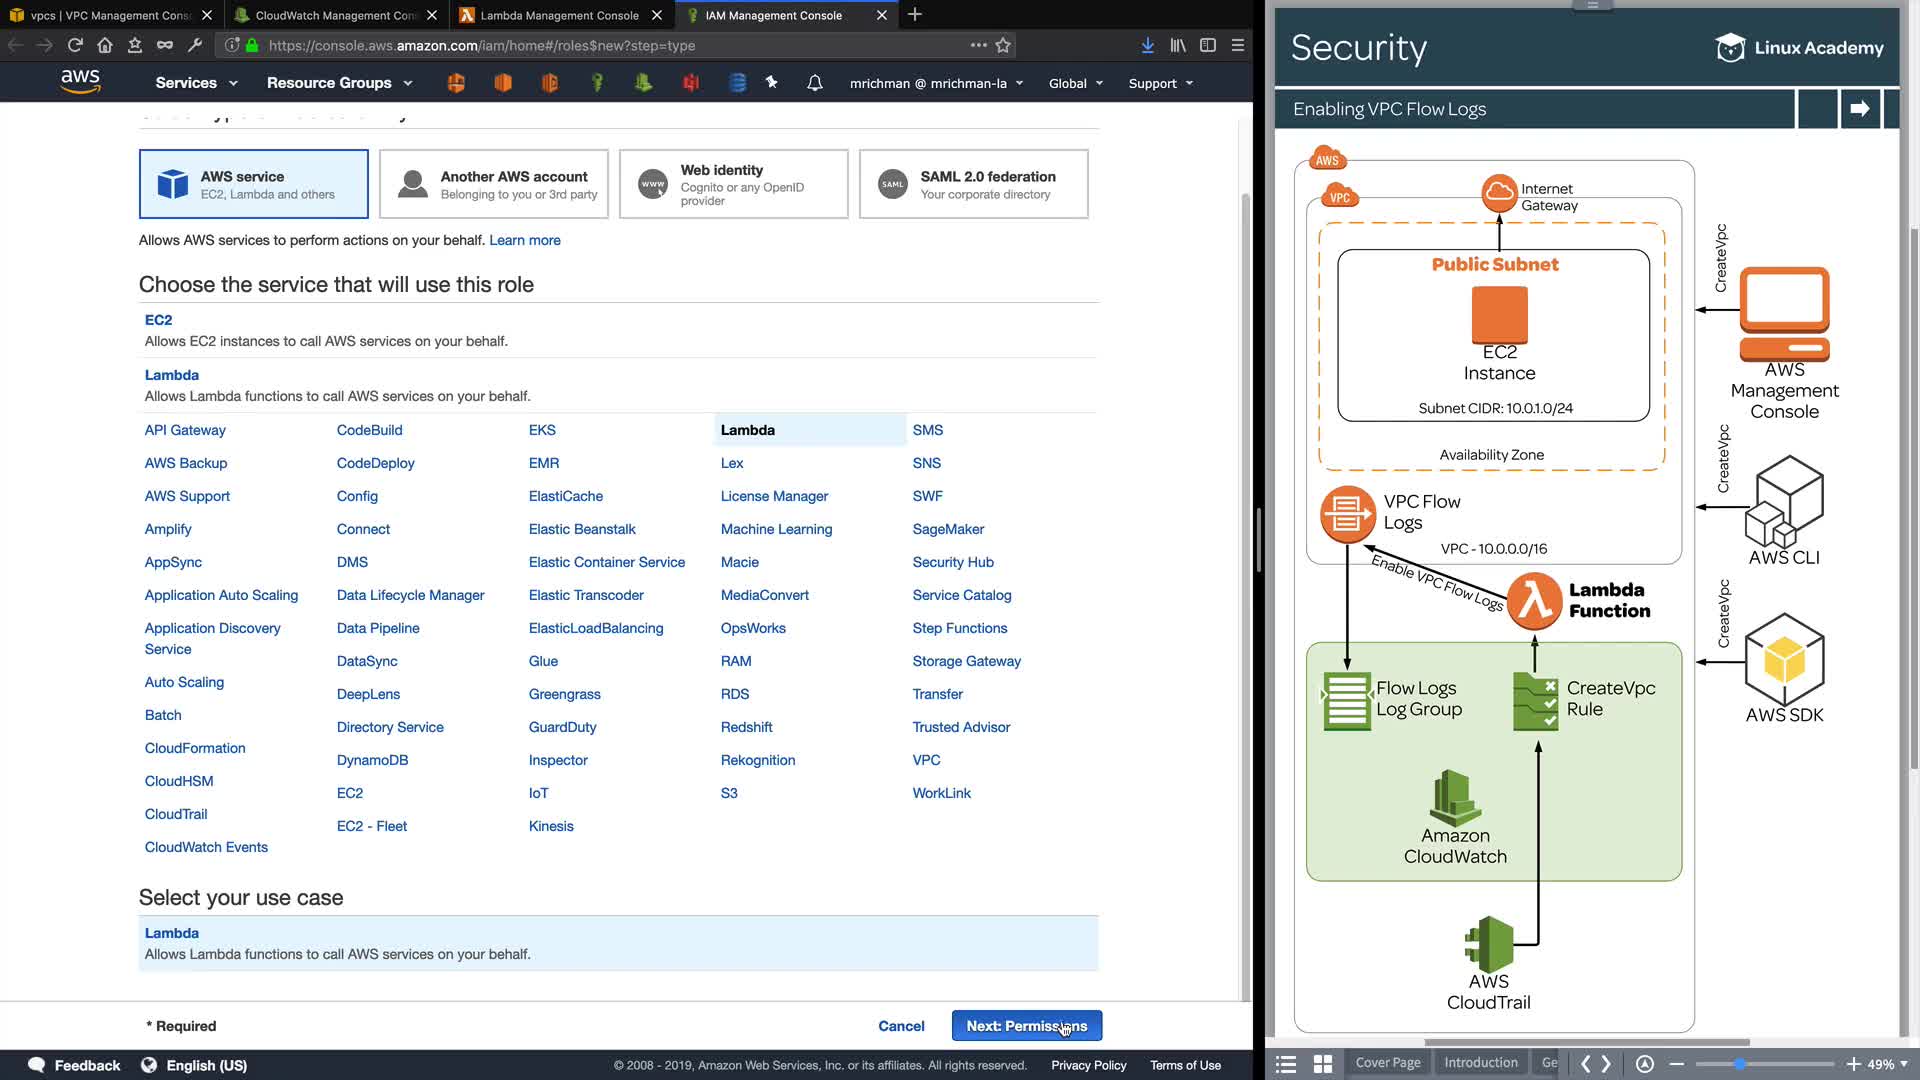 vpcs | VPC Management Cons
CloudWatch Management Con
Lambda Management Console
IAM Management Console
https://console.aws.amazon.com/iam/home#/roles$new?step=type
aws
Services
Resource Groups
mrichman @ mrichman-la
Global
Support
AWS service
EC2, Lambda and others
Another AWS account
Belonging to you or 3rd party
www
Web identity
Cognito or any OpenID
provider
SAML
SAML 2.0 federation
Your corporate directory
Allows AWS services to perform actions on your behalf. Learn more
Choose the service that will use this role
EC2
Allows EC2 instances to call AWS services on your behalf.
Lambda
Allows Lambda functions to call AWS services on your behalf.
API Gateway
AWS Backup
AWS Support
Amplify
AppSync
Application Auto Scaling
Application Discovery
Service
Auto Scaling
Batch
CloudFormation
CloudHSM
CloudTrail
CloudWatch Events
CodeBuild
CodeDeploy
Config
Connect
DMS
Data Lifecycle Manager
Data Pipeline
DataSync
DeepLens
Directory Service
DynamoDB
EC2
EC2 - Fleet
EKS
EMR
ElastiCache
Elastic Beanstalk
Elastic Container Service
Elastic Transcoder
ElasticLoadBalancing
Glue
Greengrass
GuardDuty
Inspector
IoT
Kinesis
Lambda
Lex
License Manager
Machine Learning
Macie
MediaConvert
OpsWorks
RAM
RDS
Redshift
Rekognition
S3
SMS
SNS
SWF
SageMaker
Security Hub
Service Catalog
Step Functions
Storage Gateway
Transfer
Trusted Advisor
VPC
WorkLink
Select your use case
Lambda
Allows Lambda functions to call AWS services on your behalf.
* Required
Cancel
Next: Permissions
Feedback
English (US)
© 2008 - 2019, Amazon Web Services, Inc. or its affiliates. All rights reserved.
Privacy Policy
Terms of Use
Security
Linux Academy
Enabling VPC Flow Logs
AWS
VPC
Internet
Gateway
Public Subnet
EC2
Instance
Subnet CIDR: 10.0.1.0/24
Availability Zone
VPC Flow
Logs
VPC - 10.0.0.0/16
Enable VPC Flow Logs
Lambda
Function
Flow Logs
Log Group
CreateVpc
Rule
Amazon
CloudWatch
AWS
CloudTrail
CreateVpc
AWS
Management
Console
CreateVpc
AWS CLI
CreateVpc
AWS SDK
Cover Page
Introduction
Ge
49%